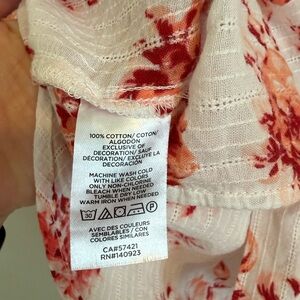 100% COTTON/ COTON/
ALGODÓN
EXCLUSIVE OF
DECORATION/ SAUF
DÉCORATION/ EXCLUYE LA
DECORACIÓN
MACHINE WASH COLD
WITH LIKE COLORS
ONLY NON-CHLORINE
BLEACH WHEN NEEDED
TUMBLE DRY LOW
WARM IRON WHEN NEEDED
30
P
AVEC DES COULEURS
SEMBLABLES / CON
COLORES SIMILARES
CA#57421
RN#140923